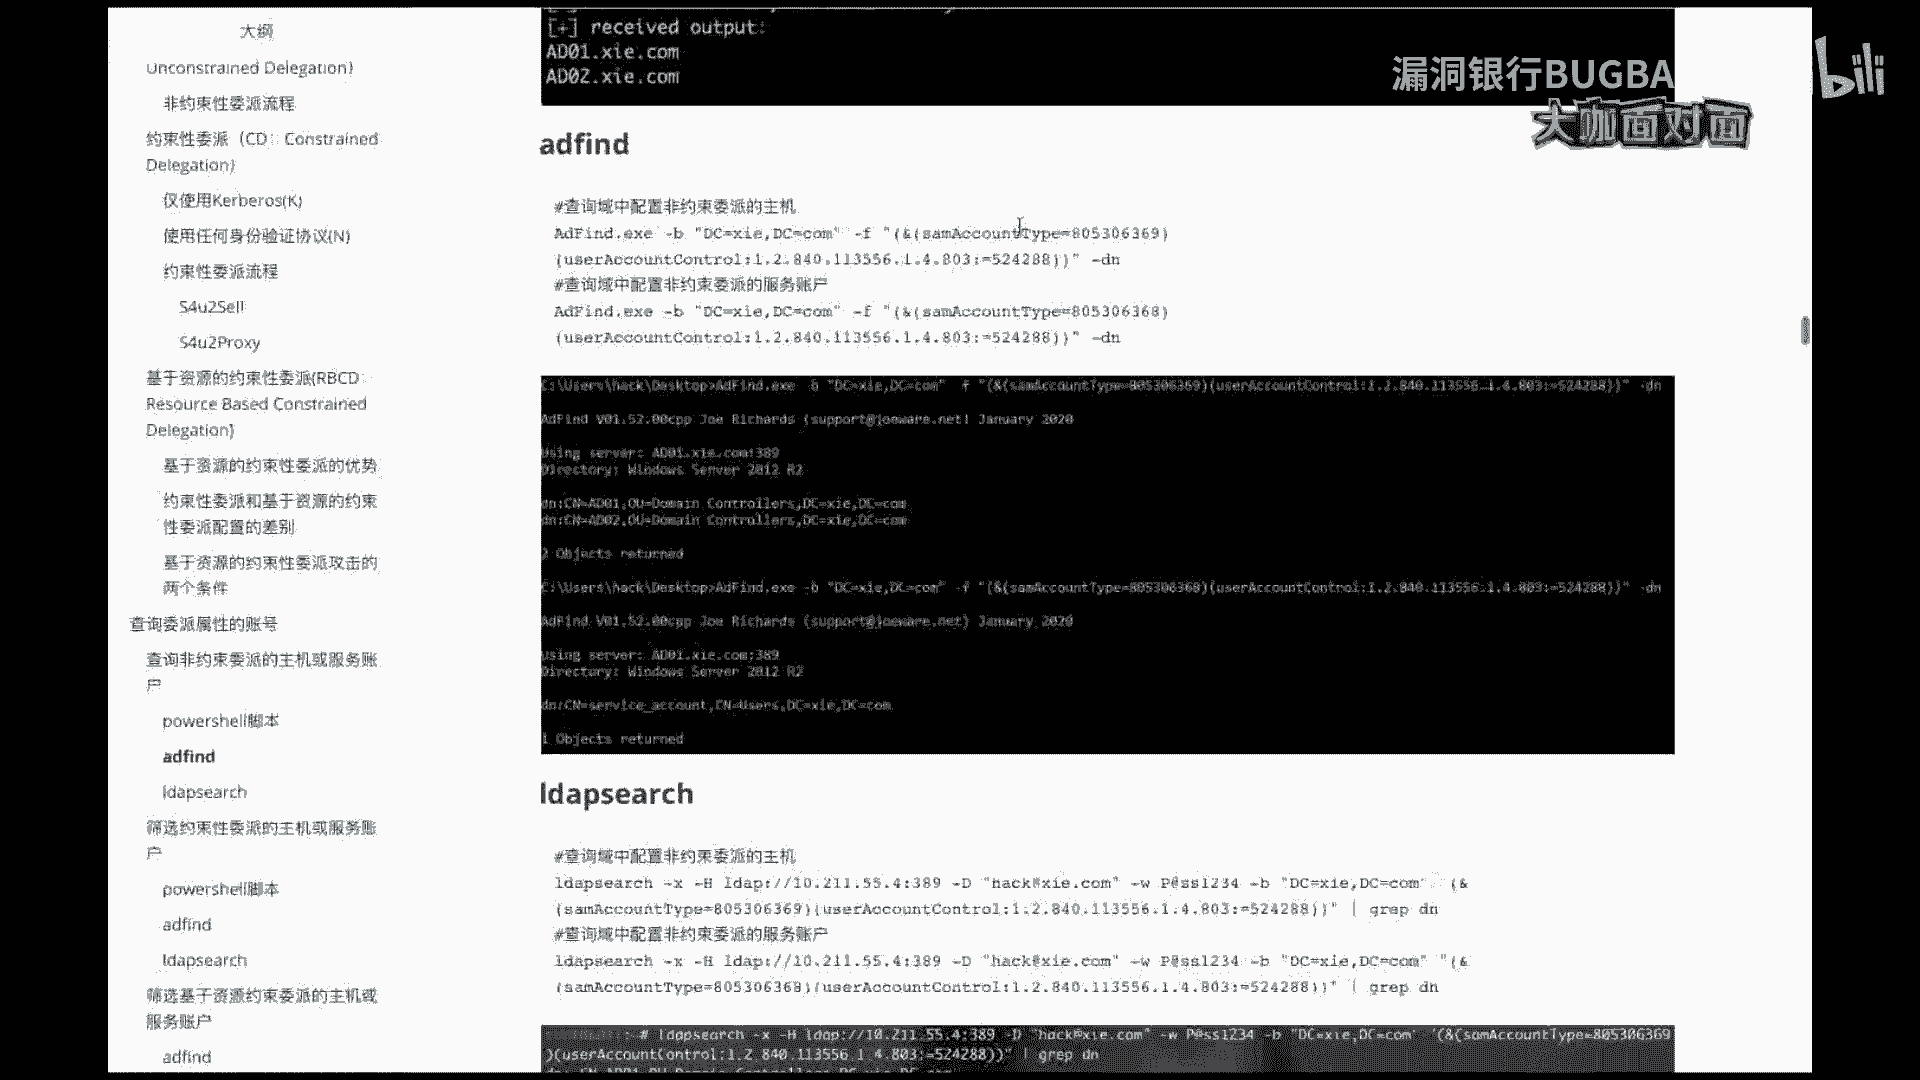 大纲
Unconstrained Delegation)
非约束性委派流程
约束性委派（CD：Constrained
Delegation)
仅使用Kerberos(K)
使用任何身份验证协议(N)
约束性委派流程
S4u2Self
S4u2Proxy
基于资源的约束性委派(RBCD
Resource Based Constrained
Delegation)
基于资源的约束性委派的优势
约束性委派和基于资源的约束
性委派配置的差别
基于资源的约束性委派攻击的
两个条件
查询委派属性的账号
查询非约束委派的主机或服务账
户
powershell脚本
adfind
ldapsearch
筛选约束性委派的主机或服务账
户
powershell脚本
adfind
ldapsearch
筛选基于资源约束委派的主机或
服务账户
adfind
[+] received output:
AD01.xie.com
AD02.xie.com
漏洞银行BUGBA
bili
大咖面对面
adfind
#查询域中配置非约束委派的主机
AdFind.exe -b "DC=xie,DC=com" -f "(&(samAccountType=805306369)
(userAccountControl:1.2.840.113556.1.4.803:=524288))" -dn
#查询域中配置非约束委派的服务账户
AdFind.exe -b "DC=xie,DC=com" -f "(&(samAccountType=805306368)
(userAccountControl:1.2.840.113556.1.4.803:=524288))" -dn
C:\Users\hack\Desktop>AdFind.exe -b "DC=xie,DC=com" -f "(&(samAccountType=805306369)(userAccountControl:1.2.840.113556.1.4.803:=524288))" -dn
AdFind V01.52.00cpp Joe Richards (support@joeware.net) January 2020
Using server: AD01.xie.com:389
Directory: Windows Server 2012 R2
dn:CN=AD01,OU=Domain Controllers,DC=xie,DC=com
dn:CN=AD02,OU=Domain Controllers,DC=xie,DC=com
2 Objects returned
C:\Users\hack\Desktop>AdFind.exe -b "DC=xie,DC=com" -f "(&(samAccountType=805306368)(userAccountControl:1.2.840.113556.1.4.803:=524288))" -dn
AdFind V01.52.00cpp Joe Richards (support@joeware.net) January 2020
Using server: AD01.xie.com:389
Directory: Windows Server 2012 R2
dn:CN=service_account,CN=Users,DC=xie,DC=com
1 Objects returned
ldapsearch
#查询域中配置非约束委派的主机
ldapsearch -x -H ldap://10.211.55.4:389 -D "hack@xie.com" -w P@ss1234 -b "DC=xie,DC=com" "(&
(samAccountType=805306369)(userAccountControl:1.2.840.113556.1.4.803:=524288))" | grep dn
#查询域中配置非约束委派的服务账户
ldapsearch -x -H ldap://10.211.55.4:389 -D "hack@xie.com" -w P@ss1234 -b "DC=xie,DC=com" "(&
(samAccountType=805306368)(userAccountControl:1.2.840.113556.1.4.803:=524288))" | grep dn
# ldapsearch -x -H ldap://10.211.55.4:389 -D "hack@xie.com" -w P@ss1234 -b "DC=xie,DC=com" "(&(samAccountType=805306369
)(userAccountControl:1.2.840.113556.1.4.803:=524288))" | grep dn